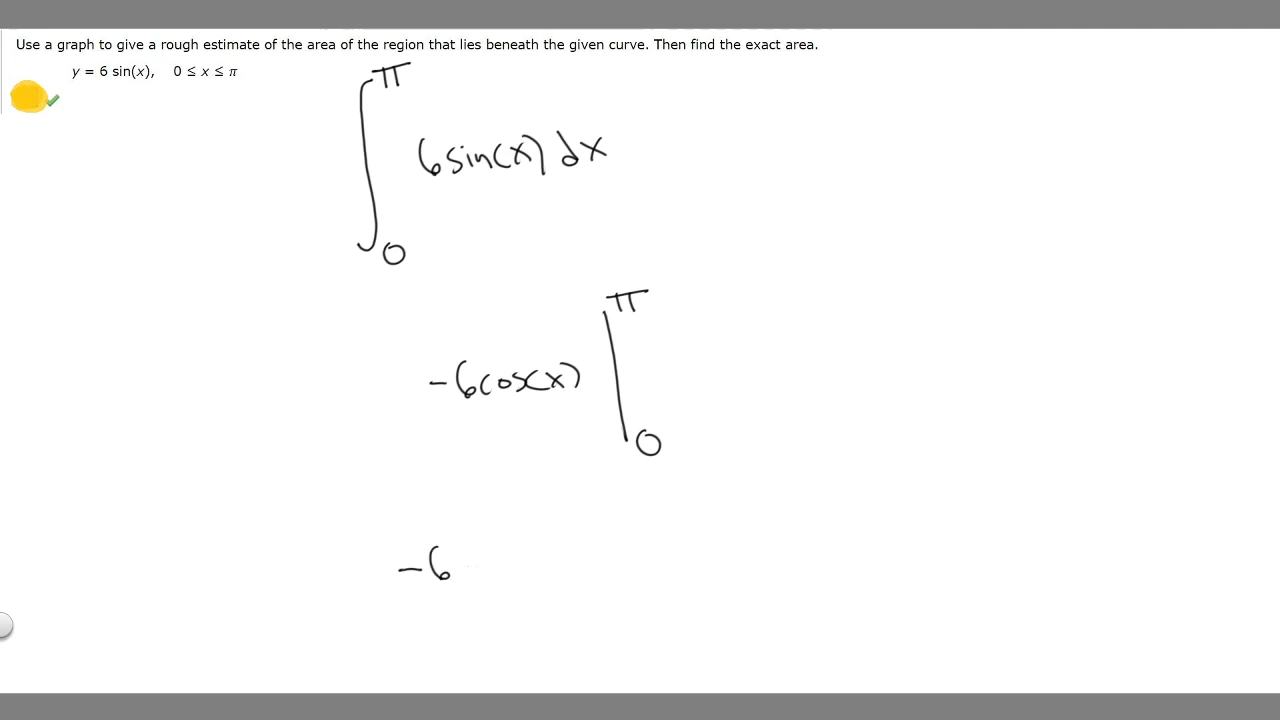 Use a graph to give a rough estimate of the area of the region that lies beneath the given curve. Then find the exact area.
y = 6 sin(x),   0 ≤ x ≤ π
π
6sin(x) dx
0
π
-6cos(x)
0
-6